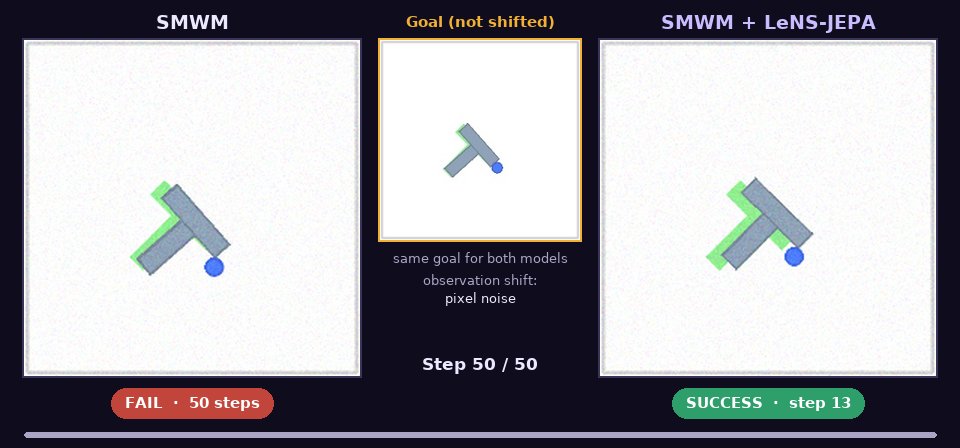 SMWM
Goal (not shifted)
SMWM + LeNS-JEPA
same goal for both models
observation shift:
pixel noise
Step 50 / 50
FAIL · 50 steps
SUCCESS · step 13